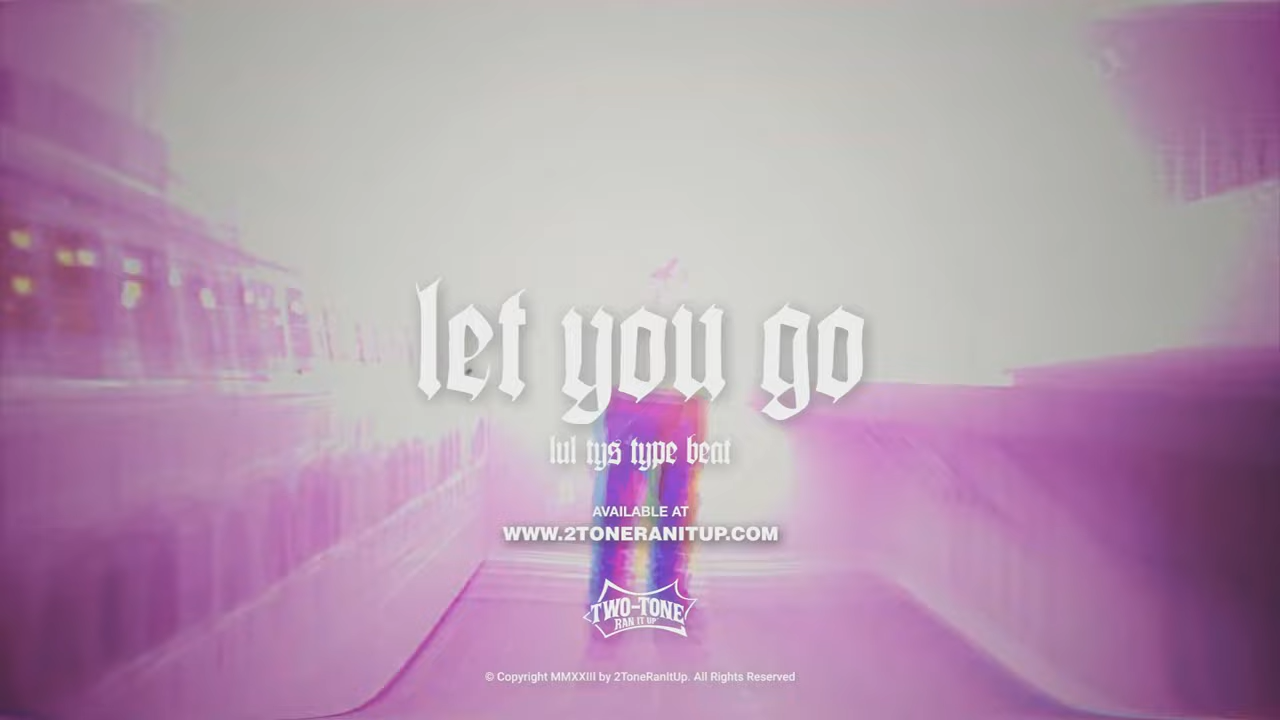 let you go
lul tys type beat
AVAILABLE AT
WWW.2TONERANITUP.COM
TWO-TONE
RAN IT UP
© Copyright MMXXIII by 2ToneRanItUp. All Rights Reserved